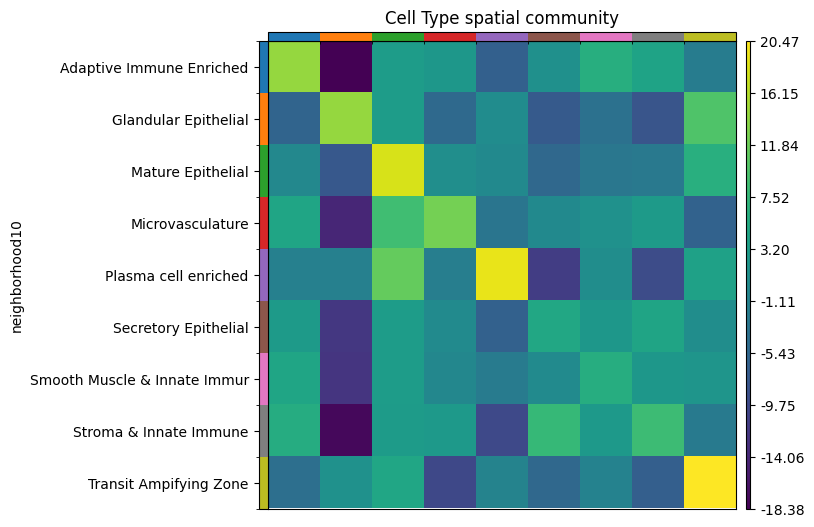 Cell Type spatial community
neighborhood10
Adaptive Immune Enriched
Glandular Epithelial
Mature Epithelial
Microvasculature
Plasma cell enriched
Secretory Epithelial
Smooth Muscle & Innate Immur
Stroma & Innate Immune
Transit Ampifying Zone
20.47
16.15
11.84
7.52
3.20
-1.11
-5.43
-9.75
-14.06
-18.38